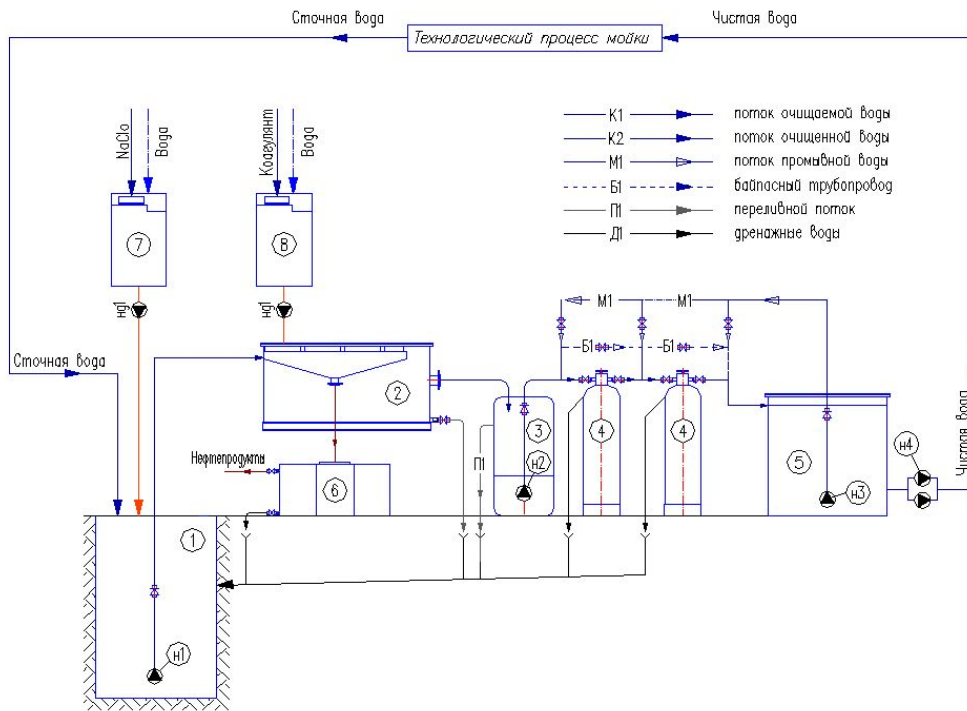 Сточная вода
Чистая вода
Технологический процесс мойки
NaClo
Вода
Коагулянт
Вода
К1 поток очищаемой воды
К2 поток очищенной воды
М1 поток промывной воды
Б1 байпасный трубопровод
П1 переливной поток
Д1 дренажные воды
7
8
нд1
нд1
М1
М1
Б1
Б1
Сточная вода
2
3
4
4
5
6
Нефтепродукты
П1
н2
н3
н4
Чистая вода
1
н1